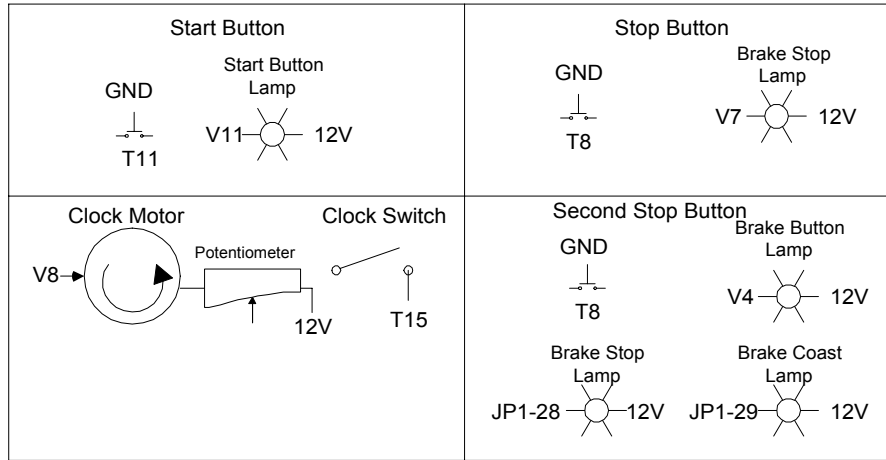 Start Button
Start Button
Lamp
GND
V11
12V
T11
Stop Button
Brake Stop
Lamp
GND
V7
12V
T8
Clock Motor
Clock Switch
Potentiometer
V8
12V
T15
Second Stop Button
Brake Button
Lamp
GND
V4
12V
T8
Brake Stop
Lamp
JP1-28
12V
Brake Coast
Lamp
JP1-29
12V